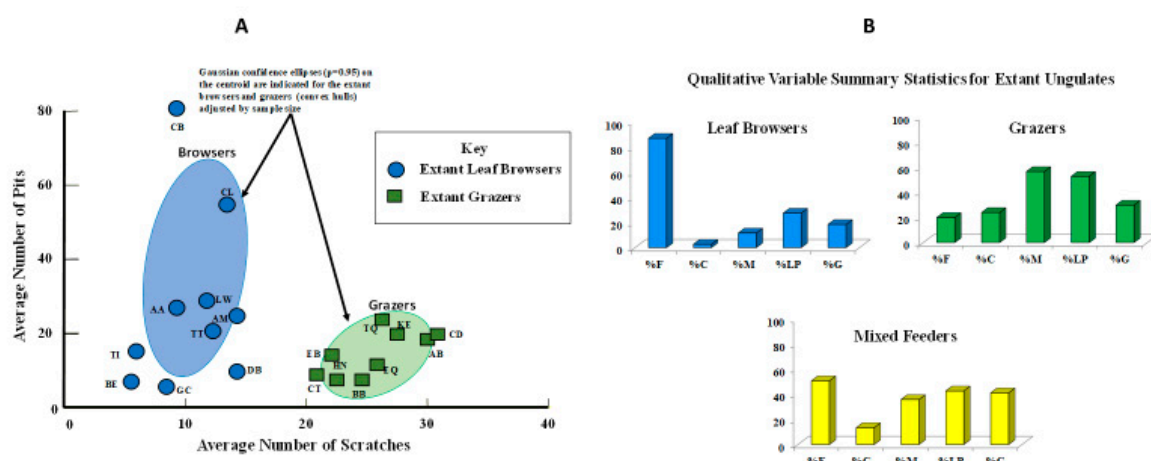 A
B
Gaussian confidence ellipses (p=0.95) on
the centroid are indicated for the extant
browsers and grazers (convex hulls)
adjusted by sample size
Qualitative Variable Summary Statistics for Extant Ungulates
80
60
40
20
0
Average Number of Pits
CB
Browsers
CL
AA
LW
AM
TT
TI
BE
GC
DB
Key
Extant Leaf Browsers
Extant Grazers
Grazers
TQ
KE
CD
AB
EB
HN
EQ
CT
BB
0
10
20
30
40
Average Number of Scratches
Leaf Browsers
100
80
60
40
20
0
%F
%C
%M
%LP
%G
Grazers
100
80
60
40
20
0
%F
%C
%M
%LP
%G
Mixed Feeders
100
80
60
40
20
0
%F
%C
%M
%LP
%G